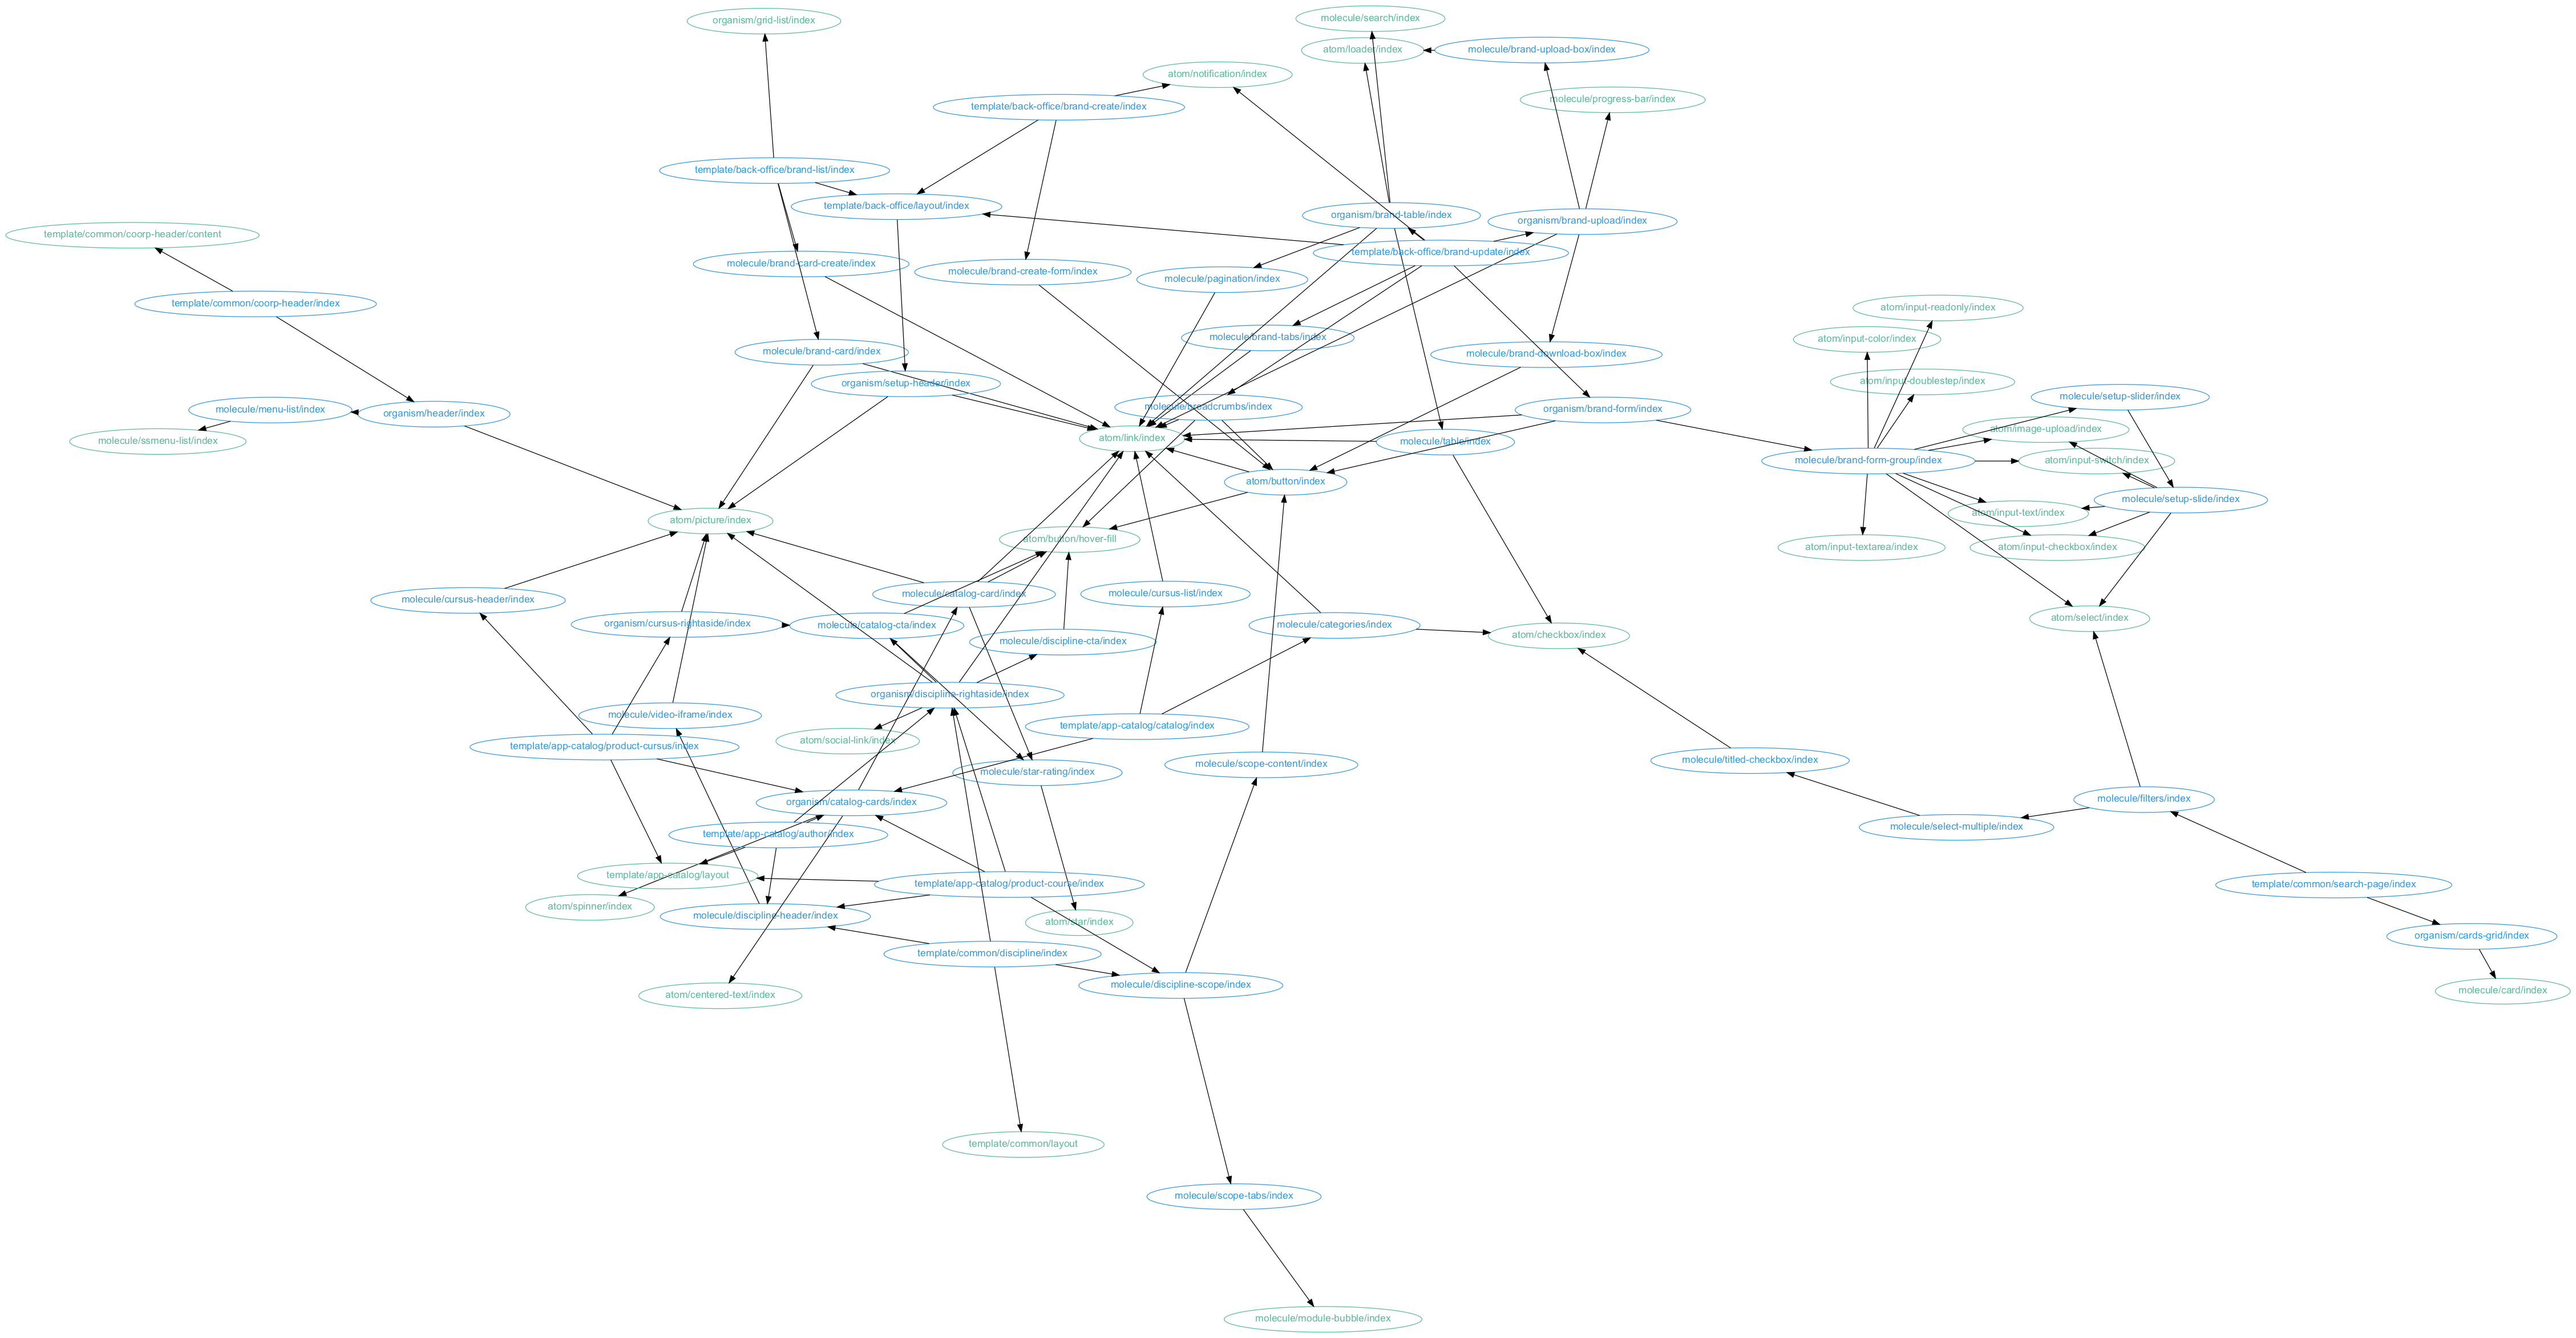 molecule/search/index
organism/grid-list/index
atom/loader/index
molecule/brand-upload-box/index
atom/notification/index
molecule/progress-bar/index
template/back-office/brand-create/index
template/back-office/brand-list/index
template/back-office/layout/index
organism/brand-table/index
organism/brand-upload/index
template/common/coorp-header/content
template/back-office/brand-update/index
molecule/brand-card-create/index
molecule/brand-create-form/index
molecule/pagination/index
template/common/coorp-header/index
atom/input-readonly/index
molecule/brand-tabs/index
atom/input-color/index
molecule/brand-card/index
molecule/brand-download-box/index
atom/input-doublestep/index
organism/setup-header/index
molecule/setup-slider/index
molecule/breadcrumbs/index
molecule/menu-list/index
organism/brand-form/index
organism/header/index
atom/image-upload/index
atom/link/index
molecule/ssmenu-list/index
molecule/table/index
molecule/brand-form-group/index
atom/input-switch/index
atom/button/index
molecule/setup-slide/index
atom/input-text/index
atom/picture/index
atom/button/hover-fill
atom/input-textarea/index
atom/input-checkbox/index
molecule/catalog-card/index
molecule/cursus-list/index
molecule/cursus-header/index
atom/select/index
organism/cursus-rightaside/index
molecule/catalog-cta/index
molecule/categories/index
atom/checkbox/index
molecule/discipline-cta/index
organism/discipline-rightaside/index
molecule/video-iframe/index
template/app-catalog/catalog/index
atom/social-link/index
template/app-catalog/product-cursus/index
molecule/titled-checkbox/index
molecule/scope-content/index
molecule/star-rating/index
molecule/filters/index
organism/catalog-cards/index
molecule/select-multiple/index
template/app-catalog/author/index
template/app-catalog/layout
template/app-catalog/product-course/index
template/common/search-page/index
atom/spinner/index
molecule/discipline-header/index
atom/star/index
organism/cards-grid/index
template/common/discipline/index
molecule/discipline-scope/index
molecule/card/index
atom/centered-text/index
template/common/layout
molecule/scope-tabs/index
molecule/module-bubble/index